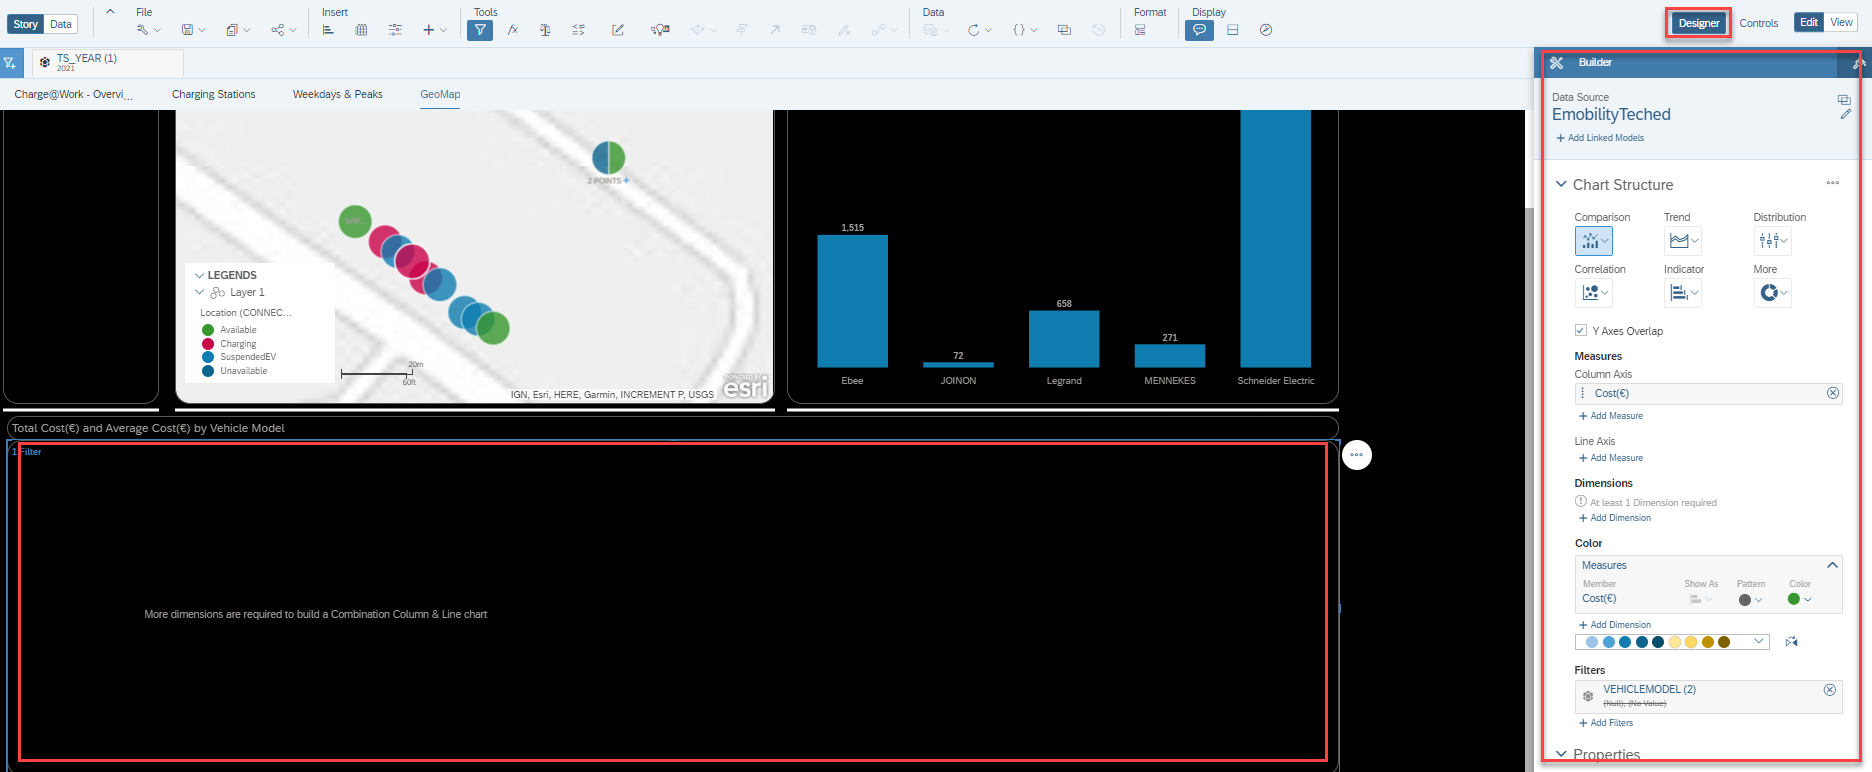 Story Data
File
Insert
Tools
Data
Format
Display
Designer
Controls
Edit View
TS_YEAR (1)
2021
Charge@Work - Overvi...
Charging Stations
Weekdays & Peaks
GeoMap
2 POINTS +
LEGENDS
Layer 1
Location (CONNEC...
Available
Charging
SuspendedEV
Unavailable
20m
60ft
POWERED BY
esri
IGN, Esri, HERE, Garmin, INCREMENT P, USGS
1,515
72
658
271
Ebee
JOINON
Legrand
MENNEKES
Schneider Electric
Total Cost(€) and Average Cost(€) by Vehicle Model
1 Filter
More dimensions are required to build a Combination Column & Line chart
Builder
Data Source
EmobilityTeched
+ Add Linked Models
Chart Structure
Comparison
Trend
Distribution
Correlation
Indicator
More
Y Axes Overlap
Measures
Column Axis
Cost(€)
+ Add Measure
Line Axis
+ Add Measure
Dimensions
At least 1 Dimension required
+ Add Dimension
Color
Measures
Member Show As Pattern Color
Cost(€)
+ Add Dimension
Filters
VEHICLEMODEL (2)
(Null), (No Value)
+ Add Filters
Properties